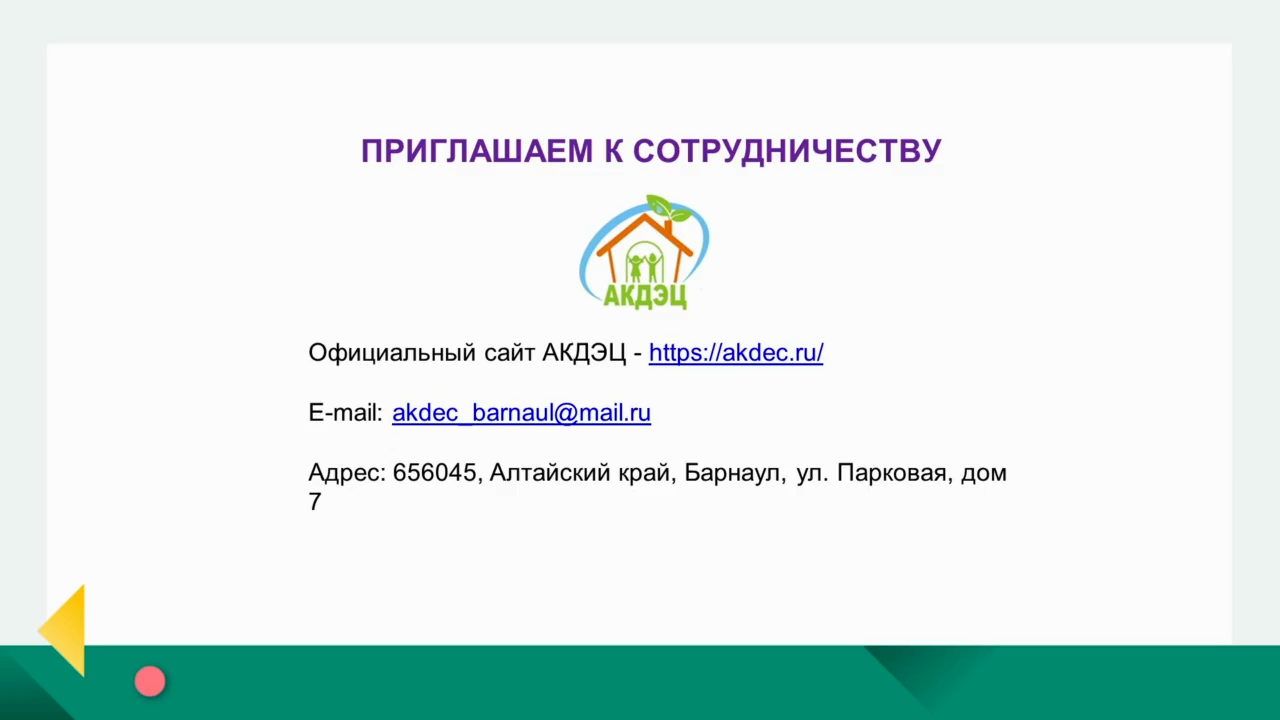 ПРИГЛАШАЕМ К СОТРУДНИЧЕСТВУ
АКДЭЦ
Официальный сайт АКДЭЦ - https://akdec.ru/
E-mail: akdec_barnaul@mail.ru
Адрес: 656045, Алтайский край, Барнаул, ул. Парковая, дом
7